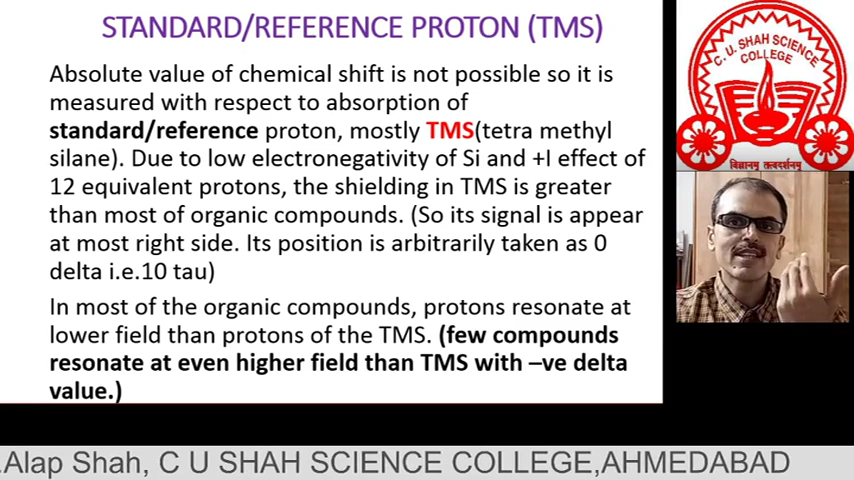 STANDARD/REFERENCE PROTON (TMS)
Absolute value of chemical shift is not possible so it is
measured with respect to absorption of
standard/reference proton, mostly TMS(tetra methyl
silane). Due to low electronegativity of Si and +I effect of
12 equivalent protons, the shielding in TMS is greater
than most of organic compounds. (So its signal is appear
at most right side. Its position is arbitrarily taken as 0
delta i.e.10 tau)
In most of the organic compounds, protons resonate at
lower field than protons of the TMS. (few compounds
resonate at even higher field than TMS with –ve delta
value.)
C. U. SHAH SCIENCE
COLLEGE
विज्ञानम् तत्वदर्शनम्
.Alap Shah, C U SHAH SCIENCE COLLEGE,AHMEDABAD